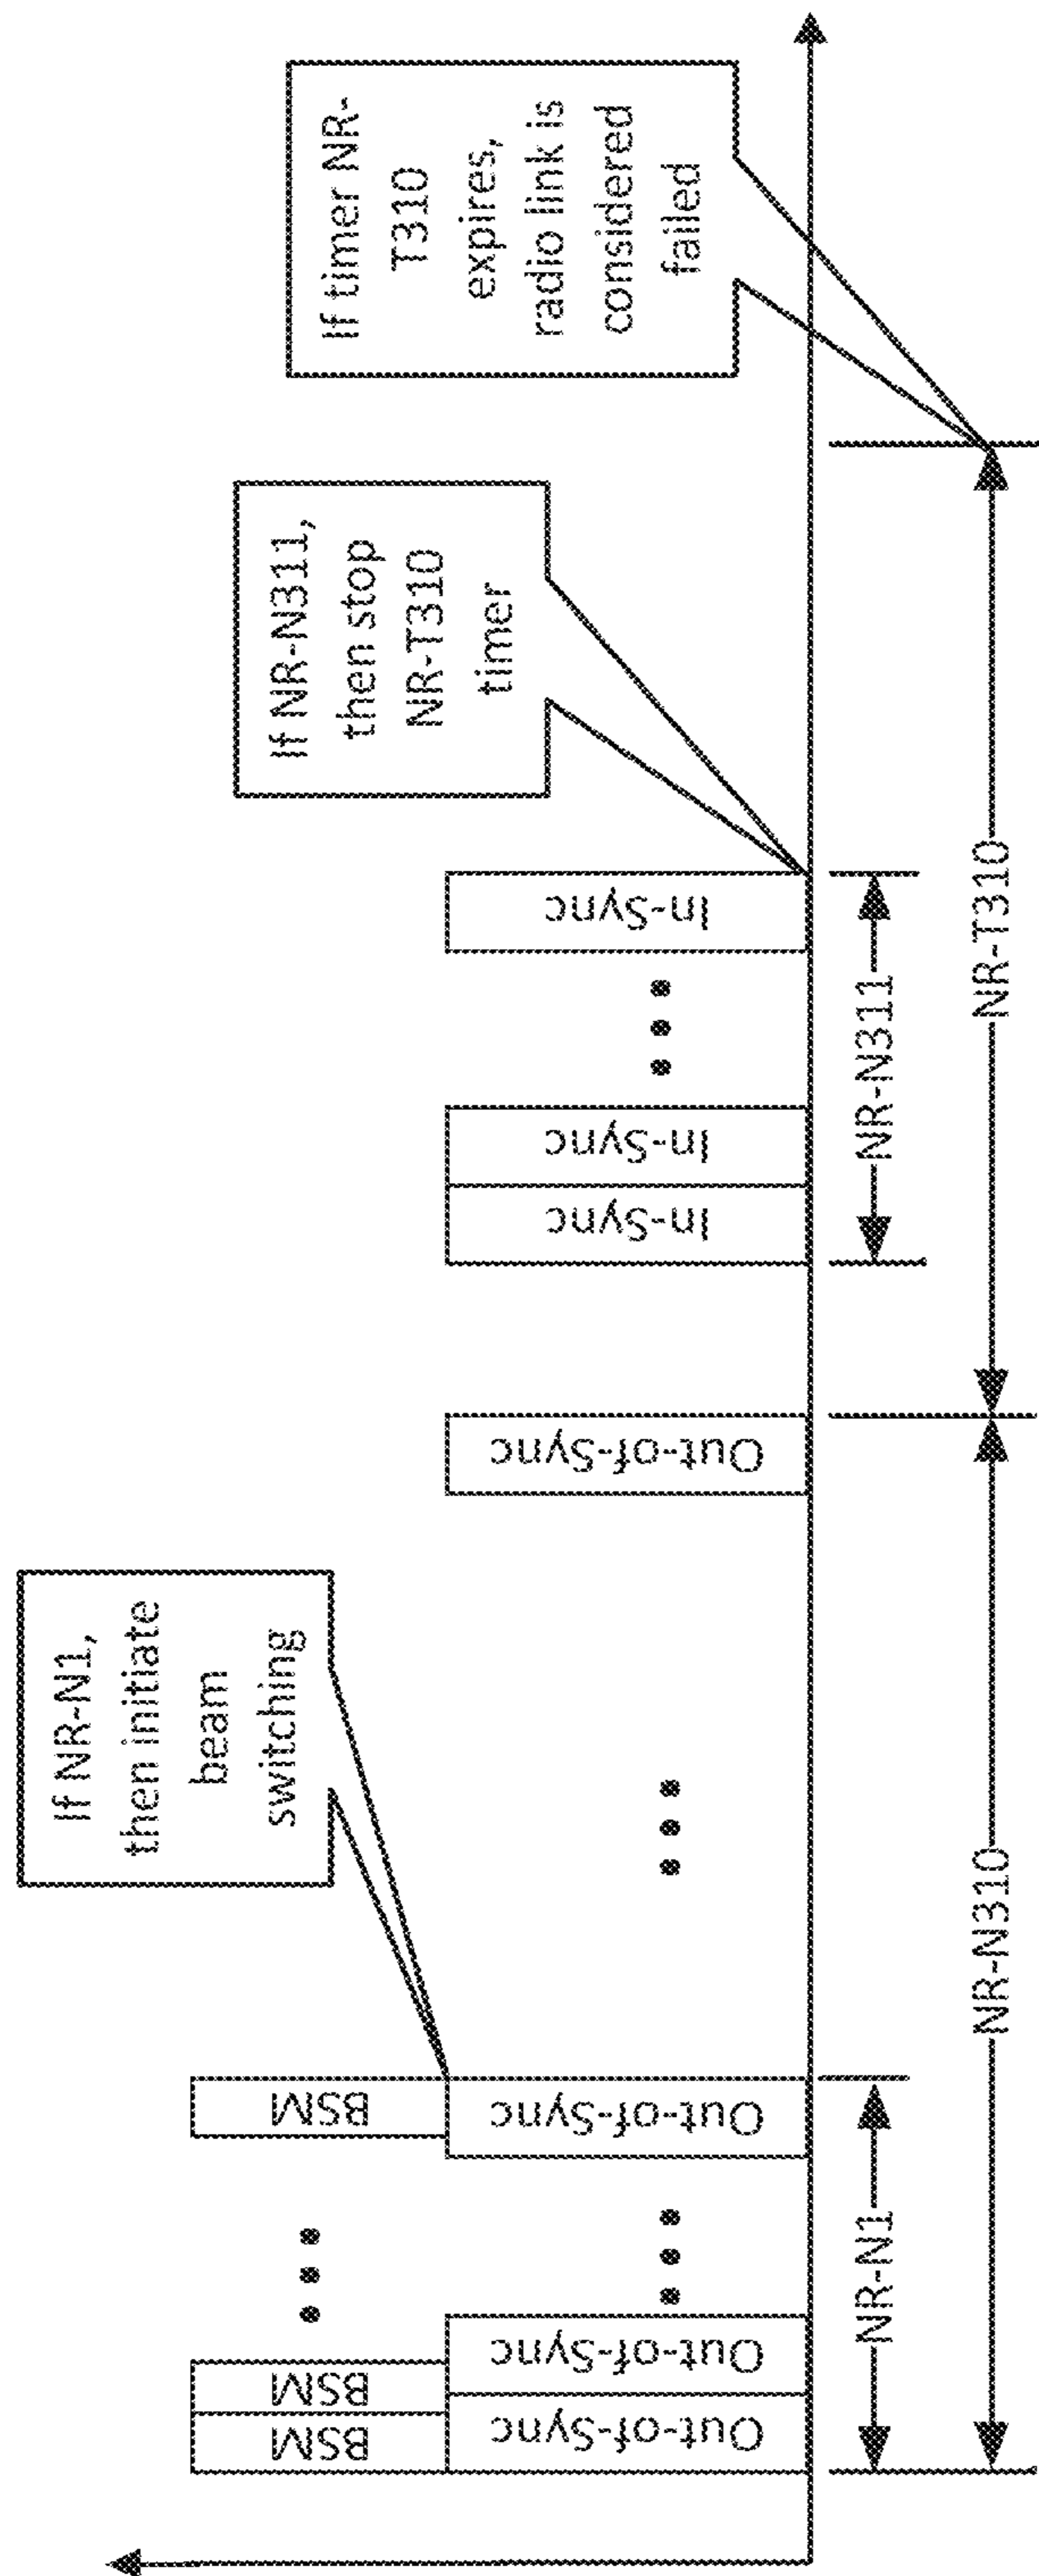 If NR-N1,
then initiate
beam
switching
If NR-N311,
then stop
NR-T310
timer
If timer NR-
T310
expires,
radio link is
considered
failed
BSM
BSM
BSM
Out-of-Sync
Out-of-Sync
Out-of-Sync
Out-of-Sync
In-Sync
In-Sync
In-Sync
NR-N1
NR-N311
NR-N310
NR-T310